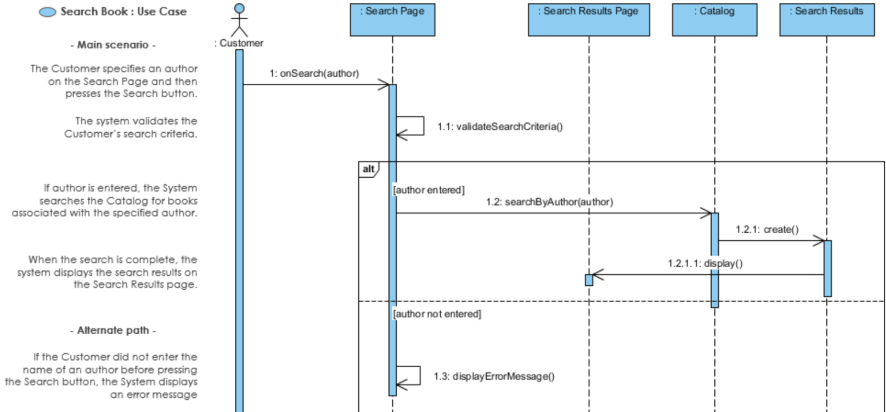 Search Book : Use Case
- Main scenario -
The Customer specifies an author
on the Search Page and then
presses the Search button.
The system validates the
Customer's search criteria.
If author is entered, the System
searches the Catalog for books
associated with the specified author.
When the search is complete, the
system displays the search results on
the Search Results page.
- Alternate path -
If the Customer did not enter the
name of an author before pressing
the Search button, the System displays
an error message
: Customer
: Search Page
: Search Results Page
: Catalog
: Search Results
1: onSearch(author)
1.1: validateSearchCriteria()
alt
[author entered]
1.2: searchByAuthor(author)
1.2.1: create()
1.2.1.1: display()
[author not entered]
1.3: displayErrorMessage()